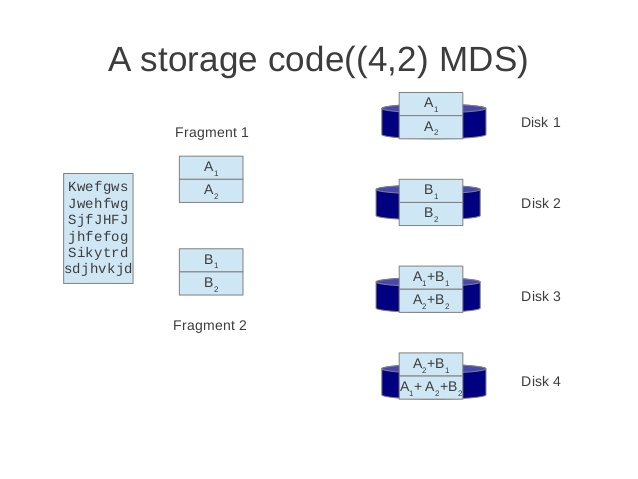 A storage code((4,2) MDS)
Fragment 1
A1
A2
Kwefgws
Jwehfwg
SjfJHFJ
jhfefog
Sikytrd
sdjhvkjd
B1
B2
Fragment 2
A1
A2
Disk 1
B1
B2
Disk 2
A1+B1
A2+B2
Disk 3
A2+B1
A1+ A2+B2
Disk 4